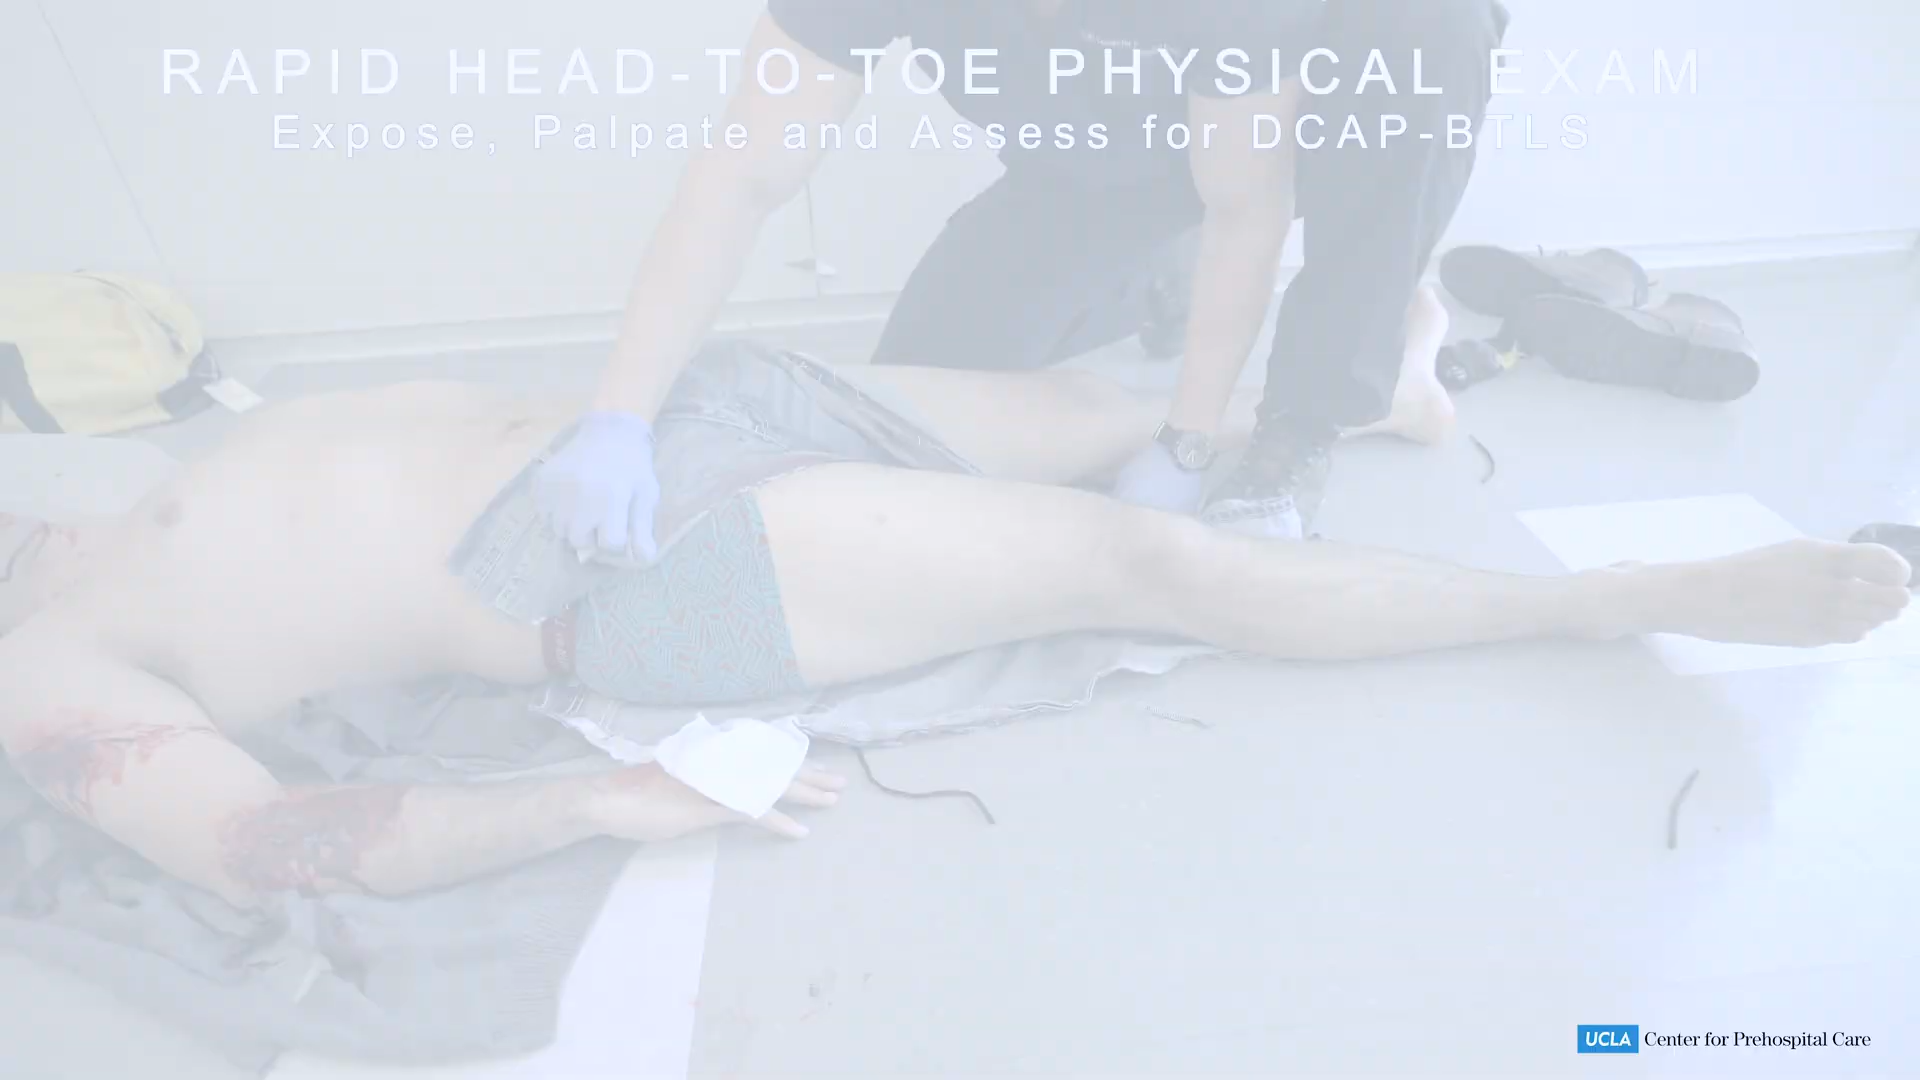 RAPID HEAD-TO-TOE PHYSICAL EXAM
Expose, Palpate and Assess for DCAP-BTLS
UCLA Center for Prehospital Care